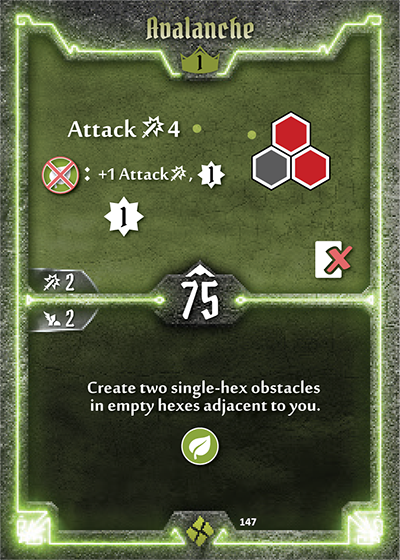 Avalanche
1
Attack 4
: +1 Attack , 1
1
2
75
2
Create two single-hex obstacles
in empty hexes adjacent to you.
147